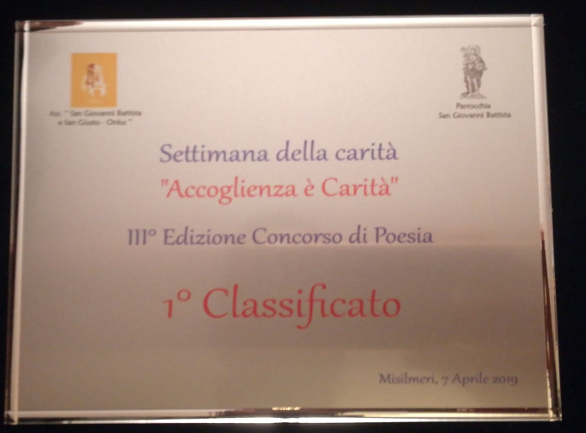 Ass. " San Giovanni Battista
e San Giusto - Onlus "
Parrocchia
San Giovanni Battista
Settimana della carità
"Accoglienza è Carità"
III° Edizione Concorso di Poesia
1° Classificato
Misilmeri, 7 Aprile 2019